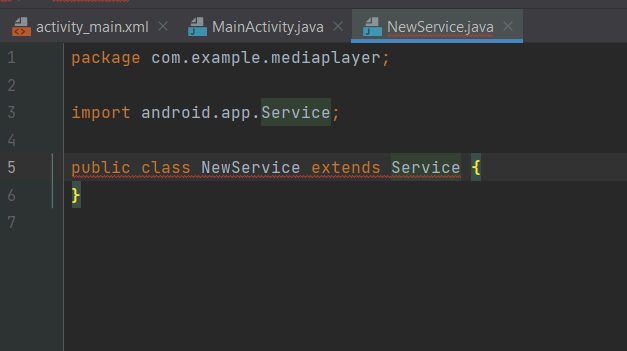 activity_main.xml MainActivity.java NewService.java
1 package com.example.mediaplayer;
2
3 import android.app.Service;
4
5 public class NewService extends Service {
6 }
7